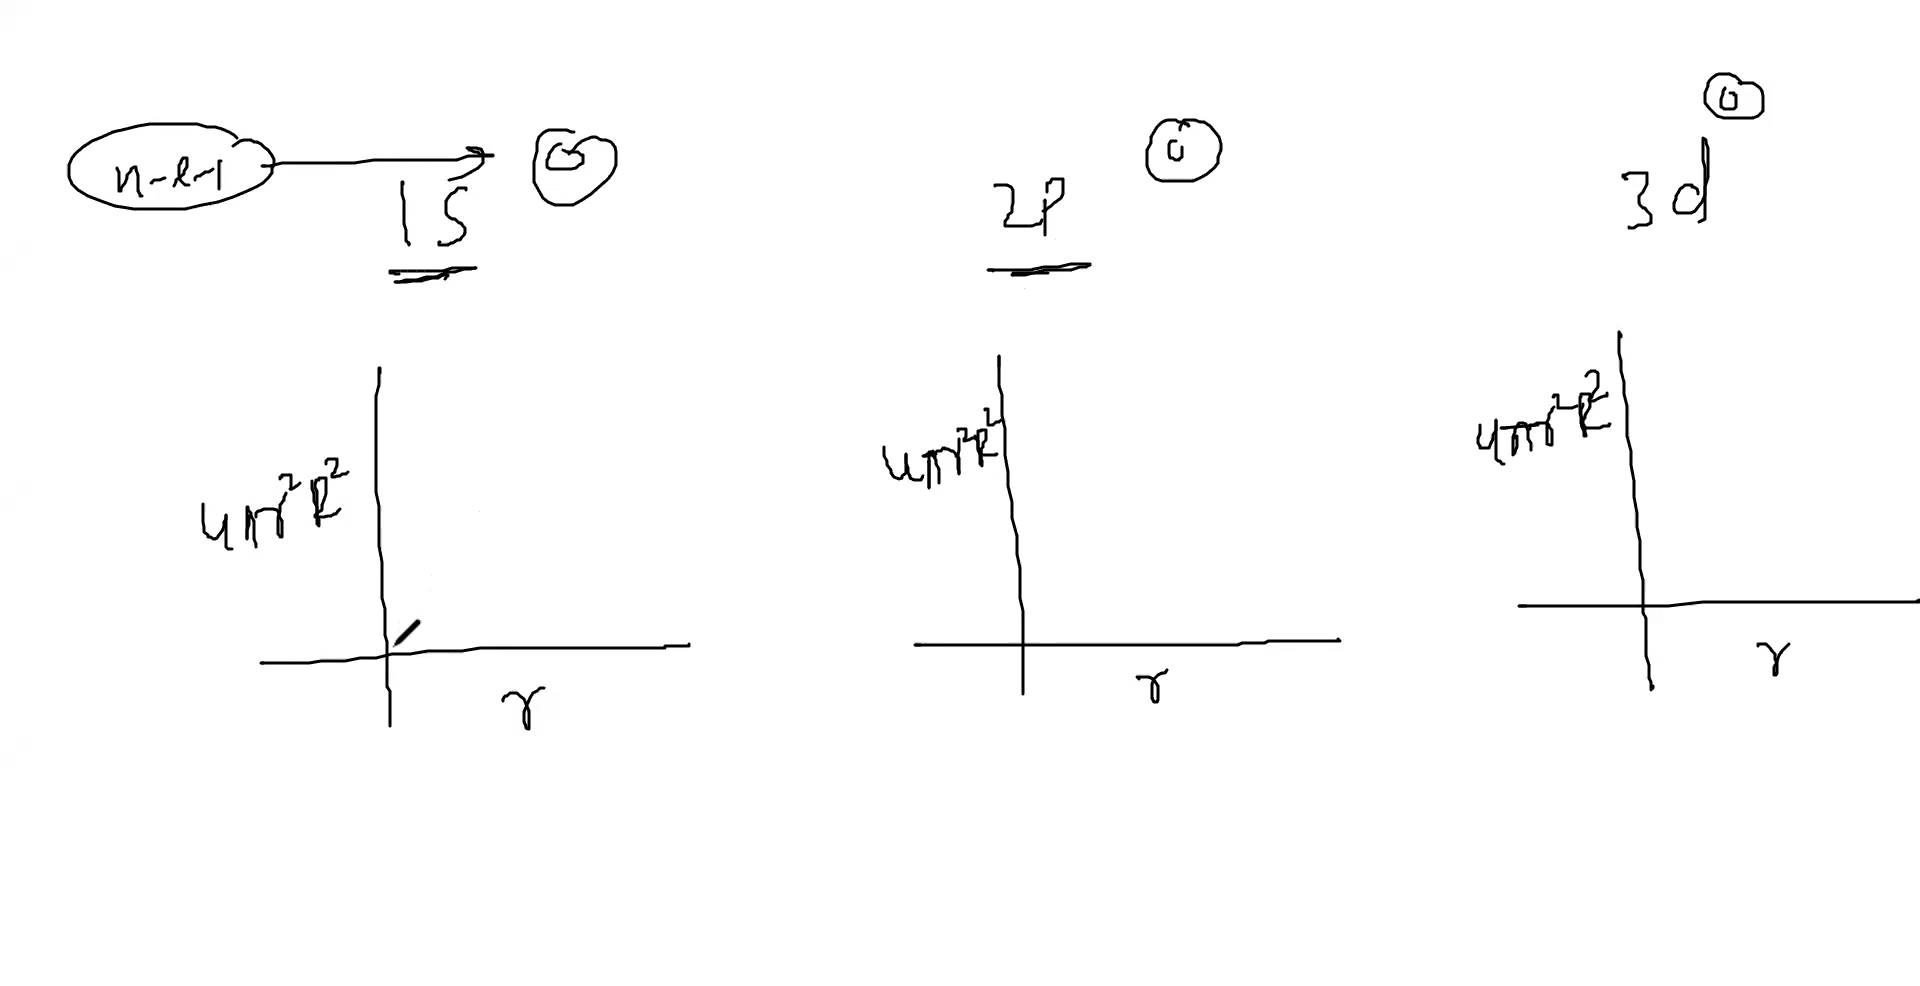 n-l-1 → 0
1S
2P 0
3d 0
4πr²R²
r
4πr²R²
r
4πr²R²
r